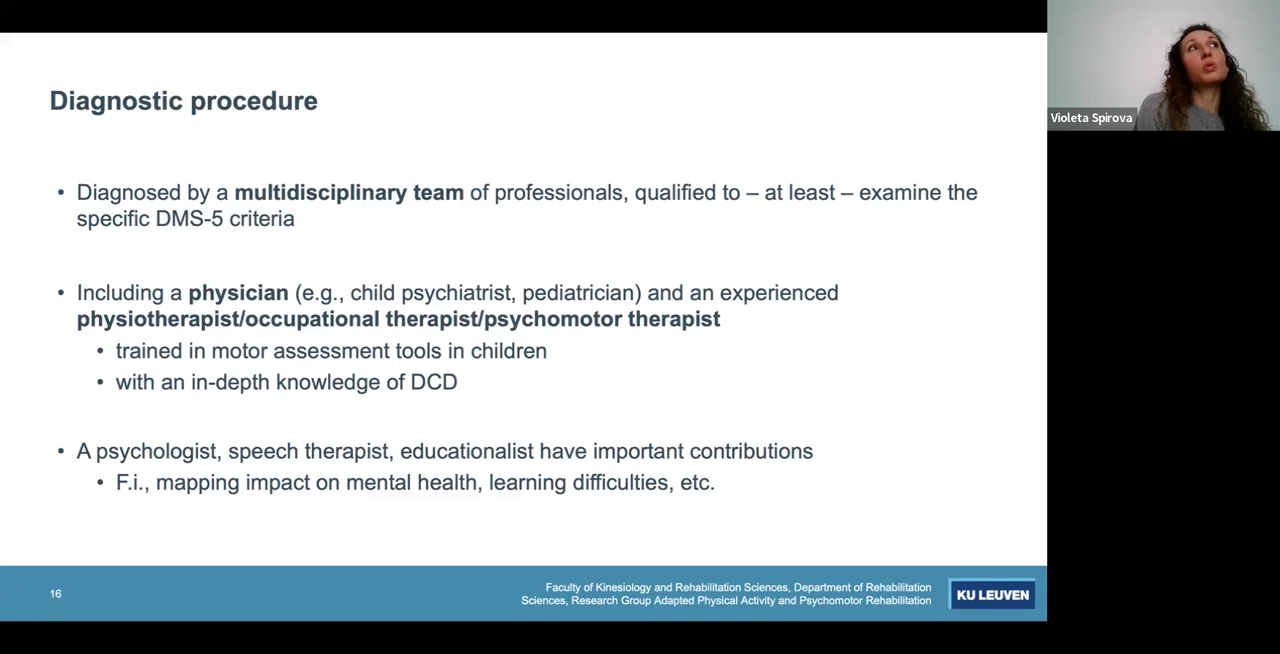 Diagnostic procedure
Violeta Spirova
• Diagnosed by a multidisciplinary team of professionals, qualified to – at least – examine the
specific DMS-5 criteria
• Including a physician (e.g., child psychiatrist, pediatrician) and an experienced
physiotherapist/occupational therapist/psychomotor therapist
• trained in motor assessment tools in children
• with an in-depth knowledge of DCD
• A psychologist, speech therapist, educationalist have important contributions
• F.i., mapping impact on mental health, learning difficulties, etc.
16
Faculty of Kinesiology and Rehabilitation Sciences, Department of Rehabilitation
Sciences, Research Group Adapted Physical Activity and Psychomotor Rehabilitation
KU LEUVEN